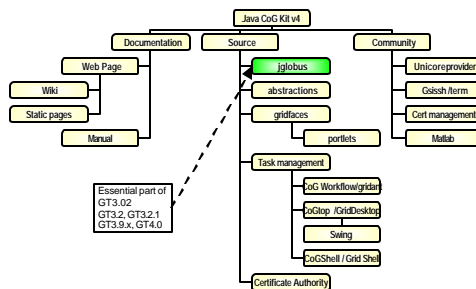 Java CoG Kit v4
Documentation
Source
Community
Web Page
Wiki
Static pages
Manual
jglobus
abstractions
gridfaces
portlets
Task management
CoG Workflow/gridant
CoGtop /GridDesktop
Swing
CoGShell / Grid Shell
Certificate Authority
Unicoreprovider
Gsissh /term
Cert management
Matlab
Essential part of
GT3.02
GT3.2, GT3.2.1
GT3.9.x, GT4.0